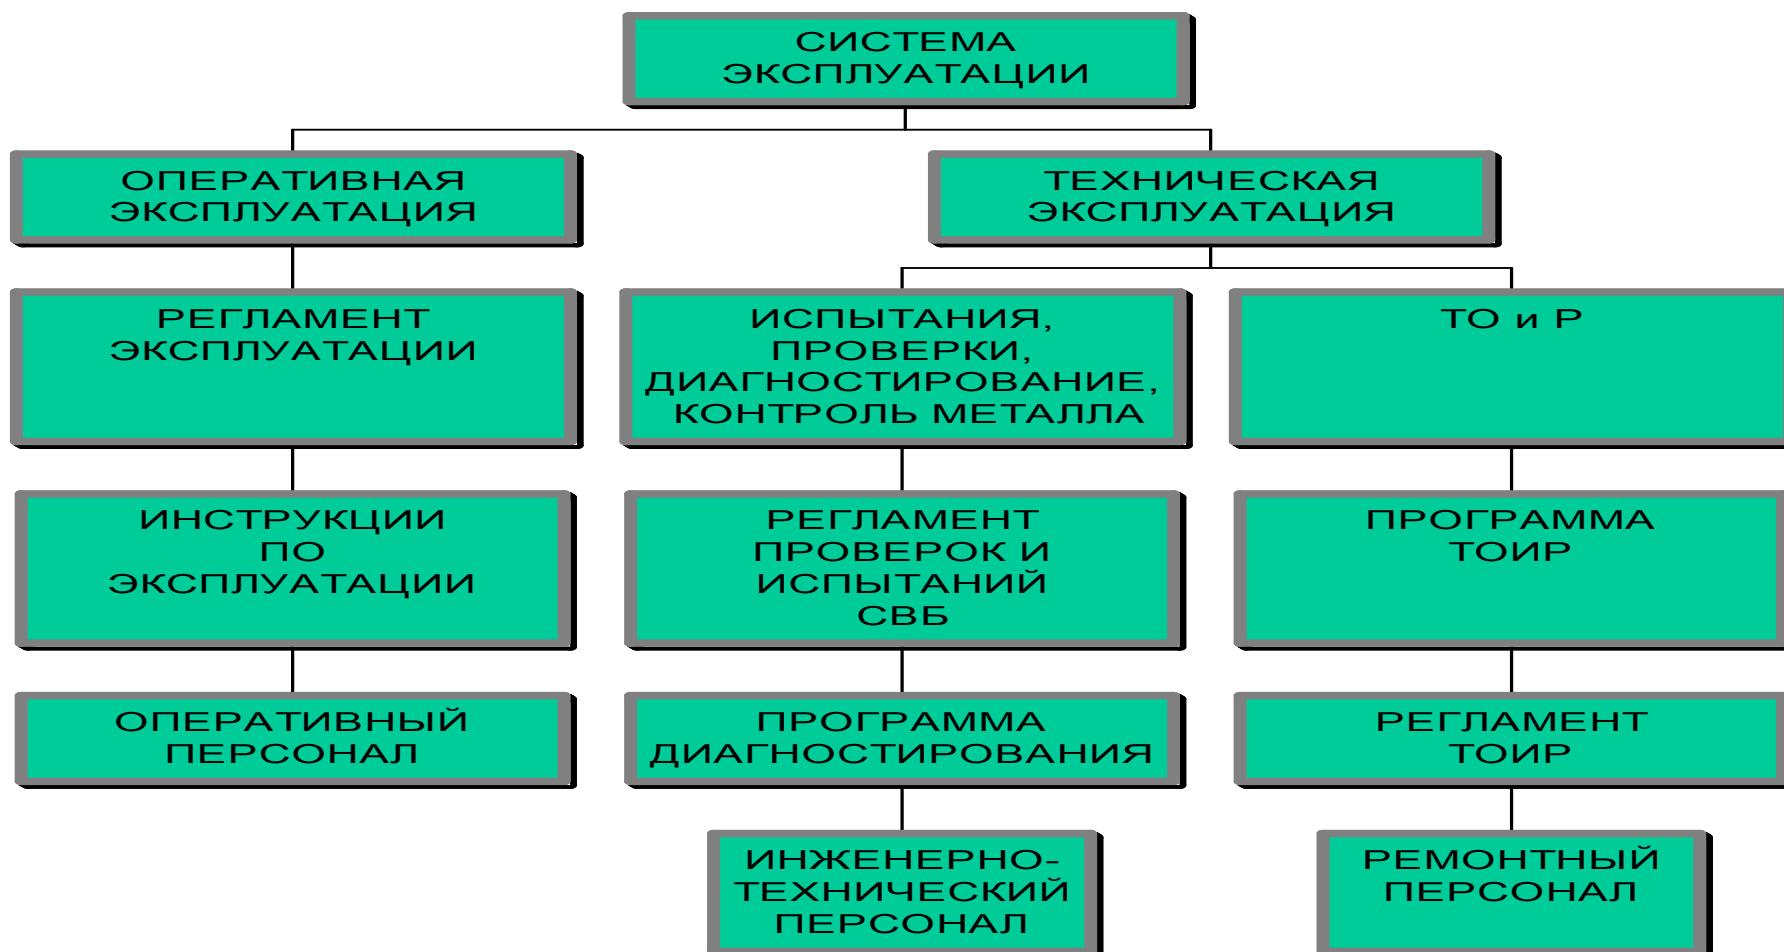 СИСТЕМА
ЭКСПЛУАТАЦИИ
ОПЕРАТИВНАЯ
ЭКСПЛУАТАЦИЯ
ТЕХНИЧЕСКАЯ
ЭКСПЛУАТАЦИЯ
РЕГЛАМЕНТ
ЭКСПЛУАТАЦИИ
ИСПЫТАНИЯ,
ПРОВЕРКИ,
ДИАГНОСТИРОВАНИЕ,
КОНТРОЛЬ МЕТАЛЛА
ТО и Р
ИНСТРУКЦИИ
ПО
ЭКСПЛУАТАЦИИ
РЕГЛАМЕНТ
ПРОВЕРОК И
ИСПЫТАНИЙ
СВБ
ПРОГРАММА
ТОИР
ОПЕРАТИВНЫЙ
ПЕРСОНАЛ
ПРОГРАММА
ДИАГНОСТИРОВАНИЯ
РЕГЛАМЕНТ
ТОИР
ИНЖЕНЕРНО-
ТЕХНИЧЕСКИЙ
ПЕРСОНАЛ
РЕМОНТНЫЙ
ПЕРСОНАЛ